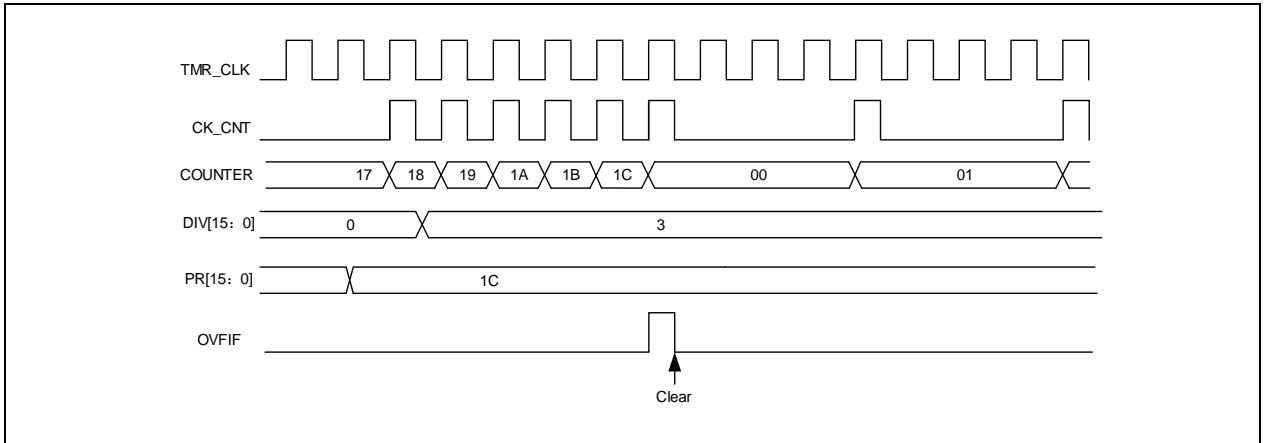 TMR_CLK
CK_CNT
COUNTER 17 18 19 1A 1B 1C 00 01
DIV[15：0] 0 3
PR[15：0] 1C
OVFIF
Clear